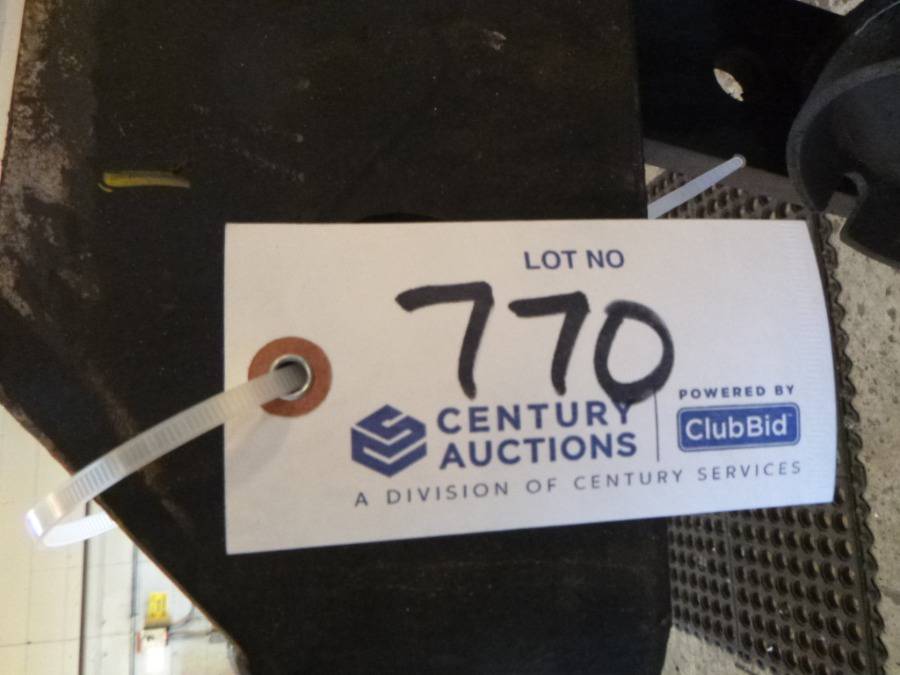 LOT NO
770
CENTURY
AUCTIONS
POWERED BY
ClubBid
A DIVISION OF CENTURY SERVICES